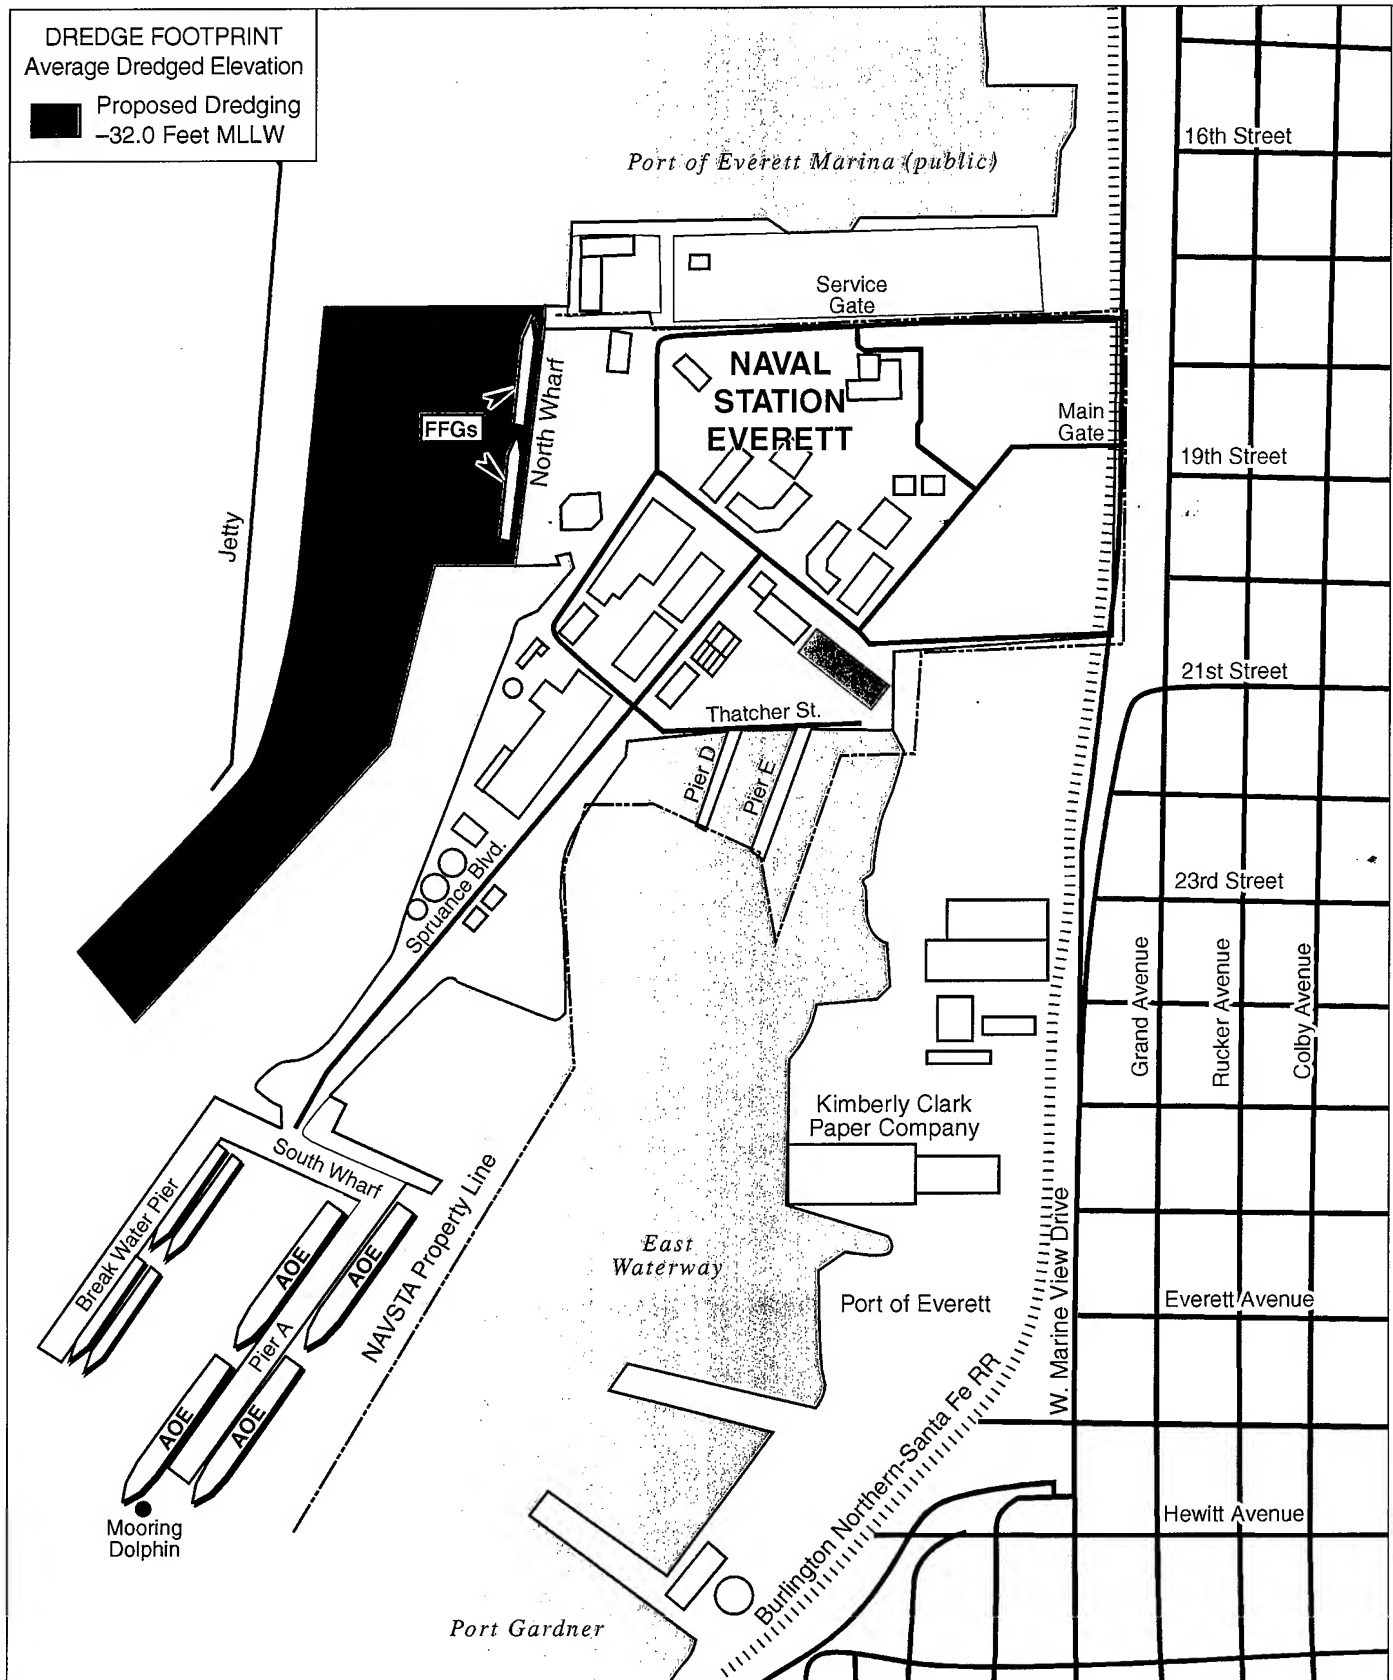 DREDGE FOOTPRINT
Average Dredged Elevation
Proposed Dredging
–32.0 Feet MLLW
16th Street
Port of Everett Marina (public)
Service
Gate
NAVAL
STATION
EVERETT
North Wharf
FFGs
Main
Gate
19th Street
Jetty
21st Street
Thatcher St.
Pier D
Pier E
Spruance Blvd.
23rd Street
Grand Avenue
Rucker Avenue
Colby Avenue
Kimberly Clark
Paper Company
South Wharf
Break Water Pier
NAVSTA Property Line
W. Marine View Drive
East
Waterway
AOE
AOE
Port of Everett
Everett Avenue
Pier A
AOE
AOE
Burlington Northern-Santa Fe RR
Mooring
Dolphin
Hewitt Avenue
Port Gardner